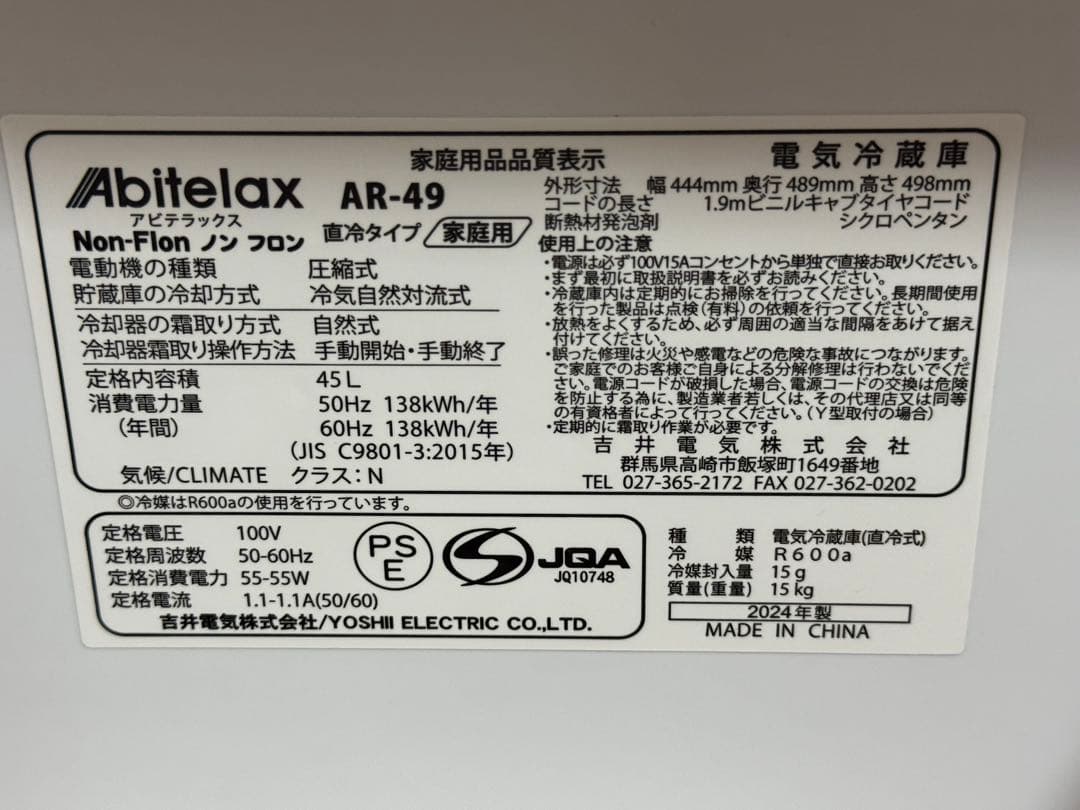 家庭用品品質表示
電気冷蔵庫
Abitelax
アビテラックス
AR-49
Non-Flon ノン フロン
直冷タイプ 家庭用
電動機の種類 圧縮式
貯蔵庫の冷却方式 冷気自然対流式
冷却器の霜取り方式 自然式
冷却器霜取り操作方法 手動開始・手動終了
定格内容積 45L
消費電力量 50Hz 138kWh/年
(年間) 60Hz 138kWh/年
(JIS C9801-3:2015年)
気候/CLIMATE クラス:N
外形寸法 幅 444mm 奥行 489mm 高さ 498mm
コードの長さ 1.9mビニルキャブタイヤコード
断熱材発泡剤 シクロペンタン
使用上の注意
・電源は必ず100V15Aコンセントから単独で直接お取りください。
・まず最初に取扱説明書を必ずお読みください。
・冷蔵庫内は定期的にお掃除を行ってください。長期間使用
を行った製品は点検(有料)の依頼を行ってください。
・放熱をよくするため、必ず周囲の適当な間隔をあけて据え
付けてください。
・誤った修理は火災や感電などの危険な事故につながります。
ご家庭でのお客様ご自身による分解修理は行わないでくだ
さい。電源コードが破損した場合、電源コードの交換は危険
を防止する為に、製造業者若しくは、その代理店又は同等
の有資格者によって行ってください。(Y型取付の場合)
・定期的に霜取り作業が必要です。
吉井電気株式会社
群馬県高崎市飯塚町1649番地
TEL 027-365-2172 FAX 027-362-0202
◎冷媒はR600aの使用を行っています。
定格電圧 100V
定格周波数 50-60Hz
定格消費電力 55-55W
定格電流 1.1-1.1A(50/60)
PS
E
JQA
JQ10748
吉井電気株式会社/YOSHII ELECTRIC CO.,LTD.
種類 電気冷蔵庫(直冷式)
冷媒 R600a
冷媒封入量 15g
質量(重量) 15kg
2024年製
MADE IN CHINA